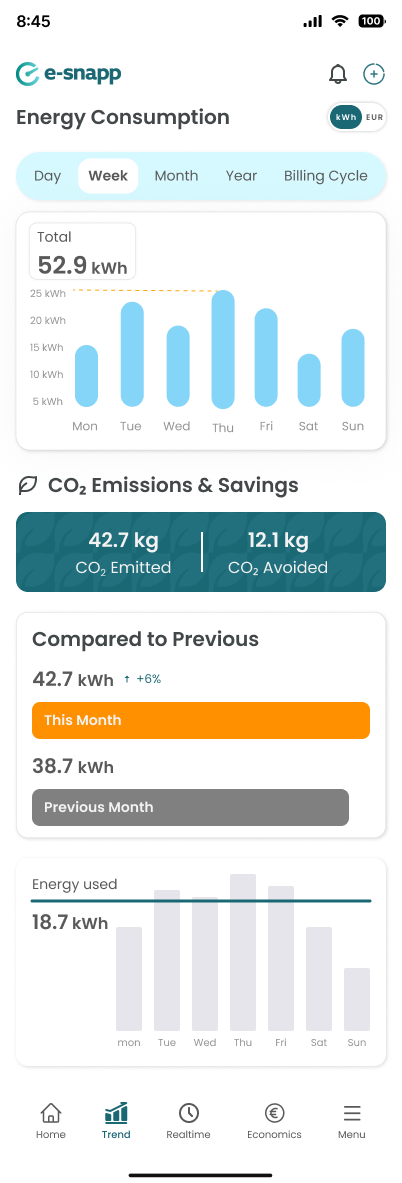 8:45
100
e-snapp
Energy Consumption
kWh EUR
Day Week Month Year Billing Cycle
Total
52.9 kWh
25 kWh
20 kWh
15 kWh
10 kWh
5 kWh
Mon Tue Wed Thu Fri Sat Sun
CO₂ Emissions & Savings
42.7 kg 12.1 kg
CO₂ Emitted CO₂ Avoided
Compared to Previous
42.7 kWh ↑ +6%
This Month
38.7 kWh
Previous Month
Energy used
18.7 kWh
mon Tue Wed Thu Fri Sat Sun
Home Trend Realtime Economics Menu